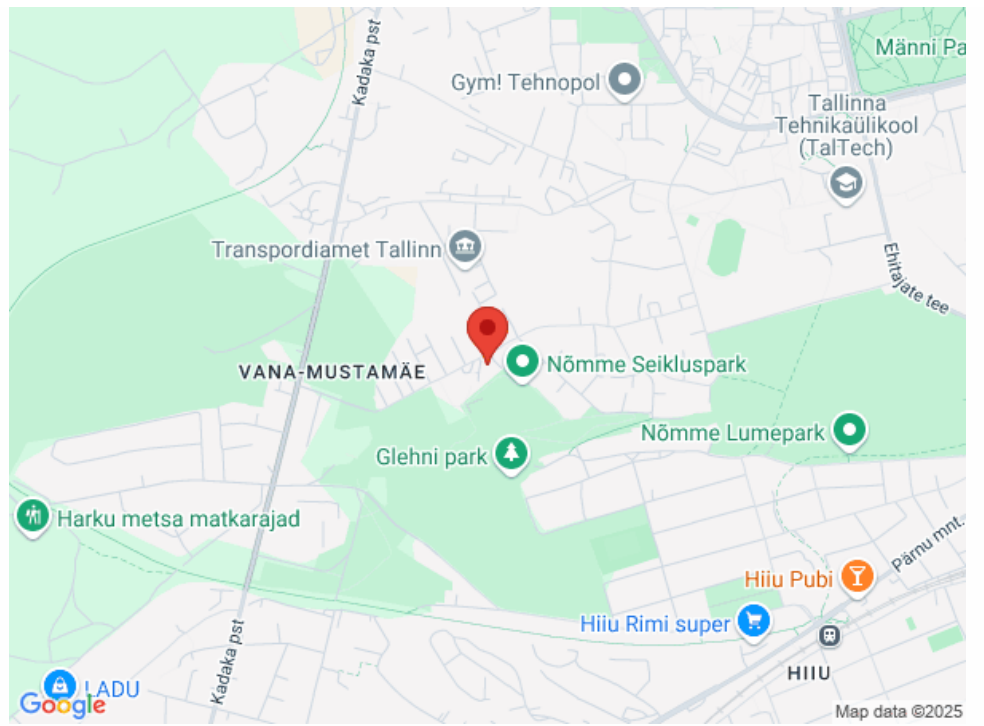 Kadaka pst
Männi Pa
Gym! Tehnopol
Tallinna
Tehnikaülikool
(TalTech)
Transpordiamet Tallinn
Ehitajate tee
Nõmme Seikluspark
VANA-MUSTAMÄE
Nõmme Lumepark
Glehni park
Harku metsa matkarajad
Pärnu mnt.
Hiiu Pubi
Hiiu Rimi super
Kadaka pst
HIIU
LADU
Google
Map data ©2025